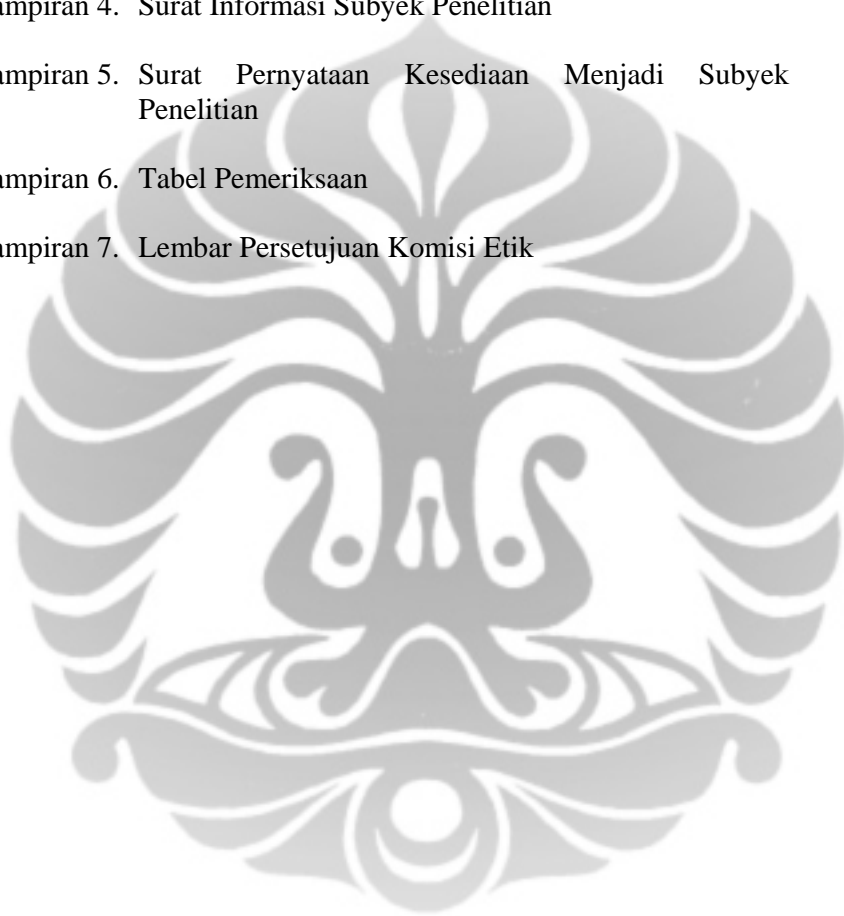 ampiran 4. Surat Informasi Subyek Penelitian
ampiran 5. Surat Pernyataan Kesediaan Menjadi Subyek
Penelitian
ampiran 6. Tabel Pemeriksaan
ampiran 7. Lembar Persetujuan Komisi Etik